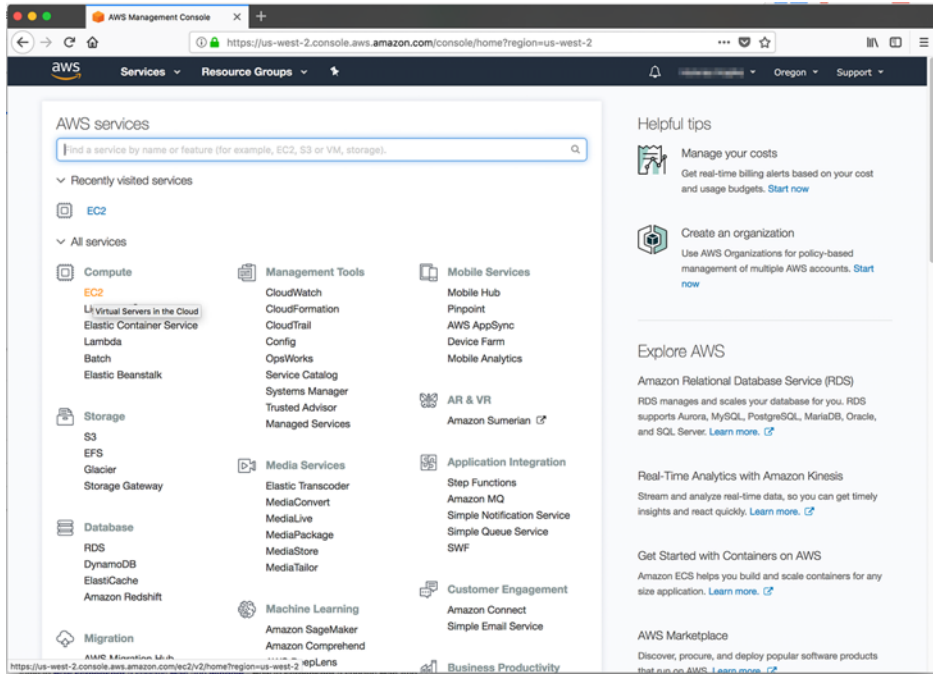 AWS Management Console
https://us-west-2.console.aws.amazon.com/console/home?region=us-west-2
aws Services Resource Groups Oregon Support
AWS services
Find a service by name or feature (for example, EC2, S3 or VM, storage).
Recently visited services
EC2
All services
Compute
EC2
Virtual Servers in the Cloud
Elastic Container Service
Lambda
Batch
Elastic Beanstalk
Storage
S3
EFS
Glacier
Storage Gateway
Database
RDS
DynamoDB
ElastiCache
Amazon Redshift
Migration
AWS Migration Hub
Management Tools
CloudWatch
CloudFormation
CloudTrail
Config
OpsWorks
Service Catalog
Systems Manager
Trusted Advisor
Managed Services
Media Services
Elastic Transcoder
MediaConvert
MediaLive
MediaPackage
MediaStore
MediaTailor
Machine Learning
Amazon SageMaker
Amazon Comprehend
Mobile Services
Mobile Hub
Pinpoint
AWS AppSync
Device Farm
Mobile Analytics
AR & VR
Amazon Sumerian
Application Integration
Step Functions
Amazon MQ
Simple Notification Service
Simple Queue Service
SWF
Customer Engagement
Amazon Connect
Simple Email Service
Business Productivity
Helpful tips
Manage your costs
Get real-time billing alerts based on your cost
and usage budgets. Start now
Create an organization
Use AWS Organizations for policy-based
management of multiple AWS accounts. Start
now
Explore AWS
Amazon Relational Database Service (RDS)
RDS manages and scales your database for you. RDS
supports Aurora, MySQL, PostgreSQL, MariaDB, Oracle,
and SQL Server. Learn more.
Real-Time Analytics with Amazon Kinesis
Stream and analyze real-time data, so you can get timely
insights and react quickly. Learn more.
Get Started with Containers on AWS
Amazon ECS helps you build and scale containers for any
size application. Learn more.
AWS Marketplace
Discover, procure, and deploy popular software products
that run on AWS. Learn more.
https://us-west-2.console.aws.amazon.com/ec2/v2/home?region=us-west-2